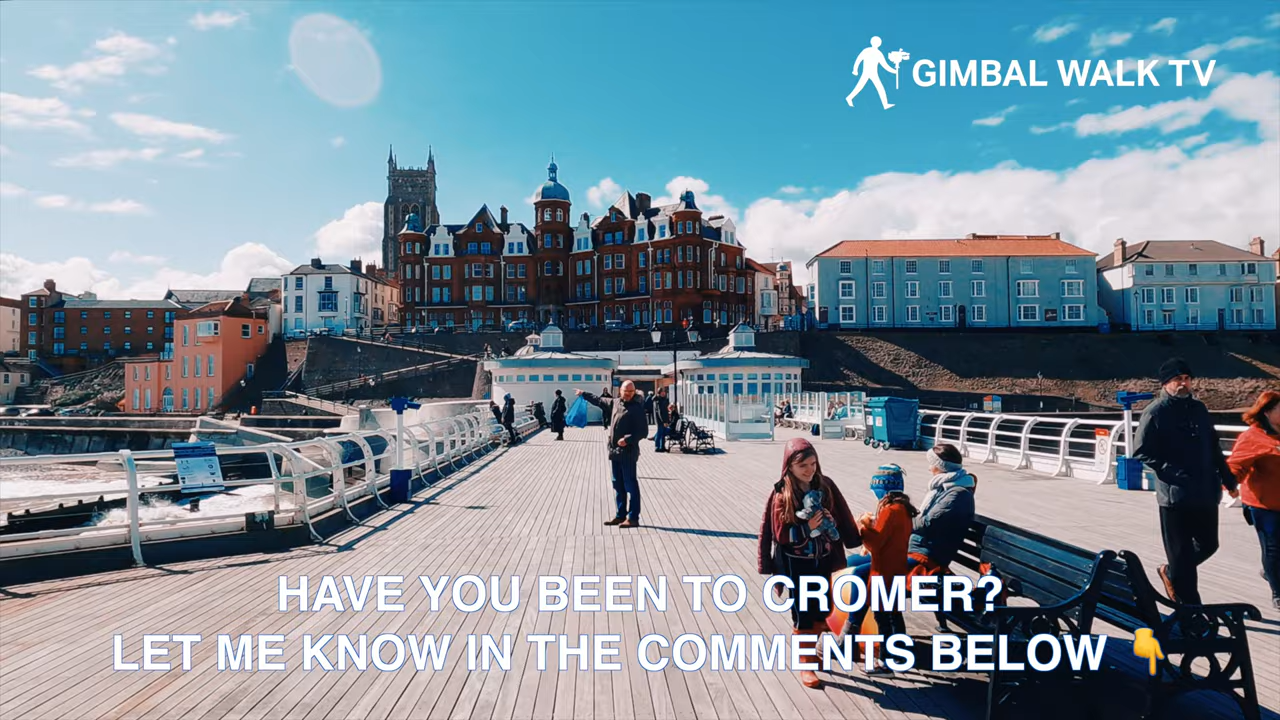 GIMBAL WALK TV
HAVE YOU BEEN TO CROMER?
LET ME KNOW IN THE COMMENTS BELOW 👇